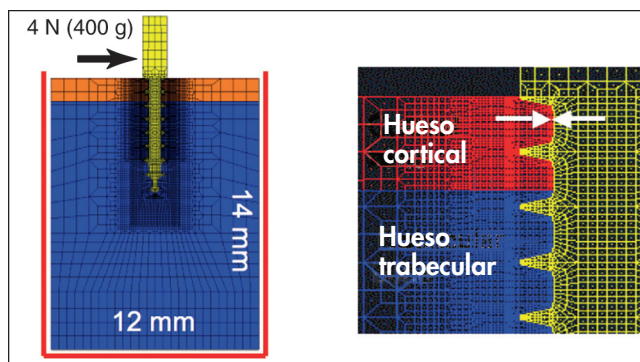 4 N (400 g)
14 mm
12 mm
Hueso
cortical
Hueso
trabecular